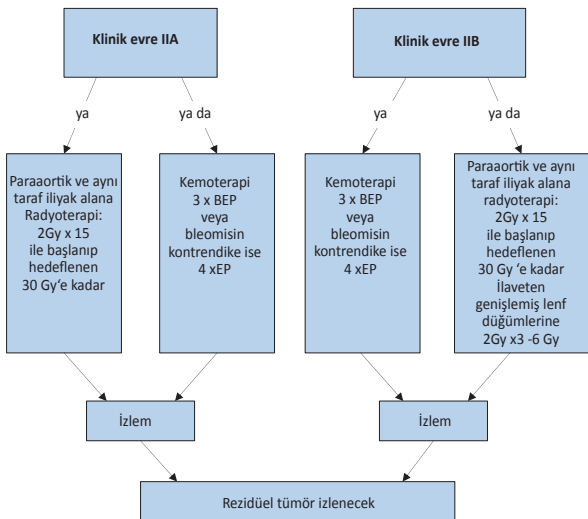 Klinik evre IIA
Klinik evre IIB
ya
ya da
ya
ya da
Paraaortik ve aynı
taraf iliyak alana
Radyoterapi:
2Gy x 15
ile başlanıp
hedeflenen
30 Gy‘e kadar
Kemoterapi
3 x BEP
veya
bleomisin
kontrendike ise
4 xEP
Kemoterapi
3 x BEP
veya
bleomisin
kontrendike ise
4 xEP
Paraaortik ve aynı
taraf iliyak alana
radyoterapi:
2Gy x 15
ile başlanıp
hedeflenen
30 Gy ‘e kadar
İlaveten
genişlemiş lenf
düğümlerine
2Gy x3 -6 Gy
İzlem
İzlem
Rezidüel tümör izlenecek